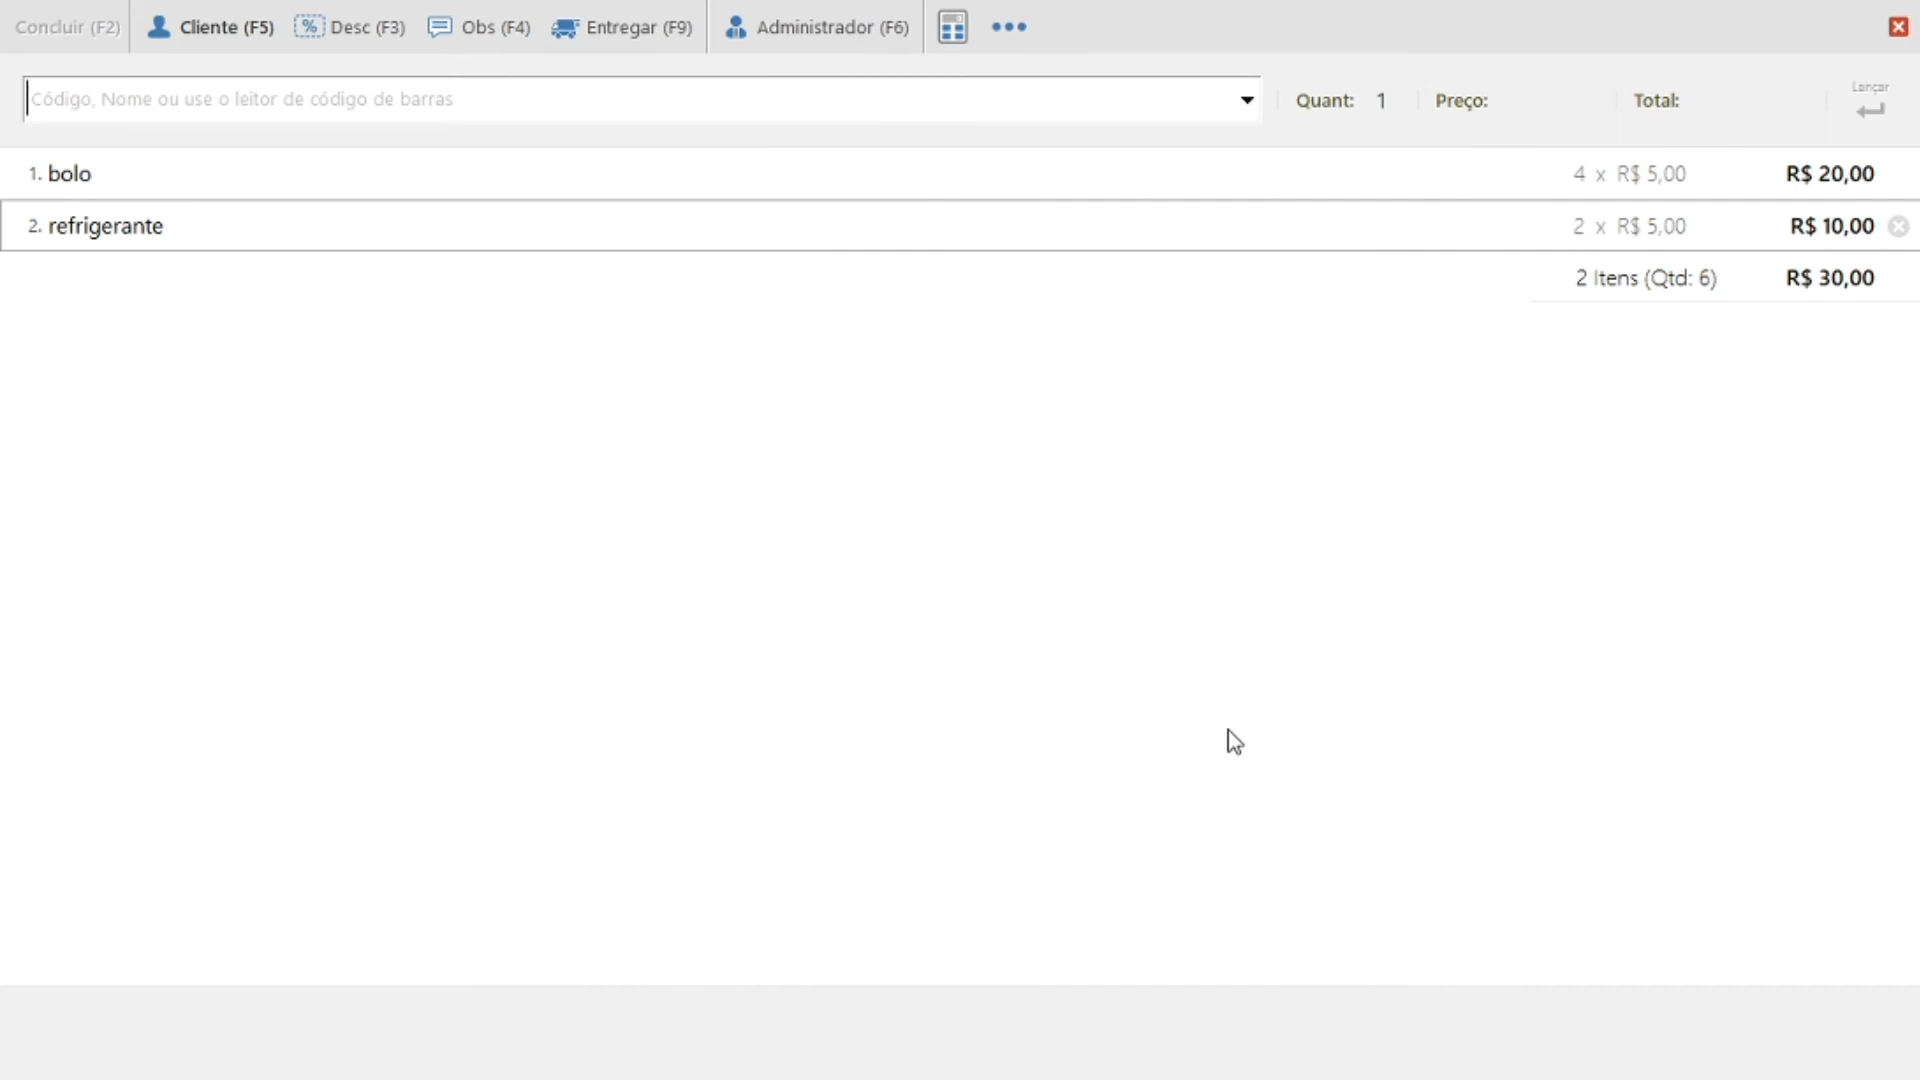 Concluir (F2) Cliente (F5) % Desc (F3) Obs (F4) Entregar (F9) Administrador (F6)
Código, Nome ou use o leitor de código de barras Quant: 1 Preço: Total: Lançar
1. bolo 4 x R$ 5,00 R$ 20,00
2. refrigerante 2 x R$ 5,00 R$ 10,00
2 Itens (Qtd: 6) R$ 30,00